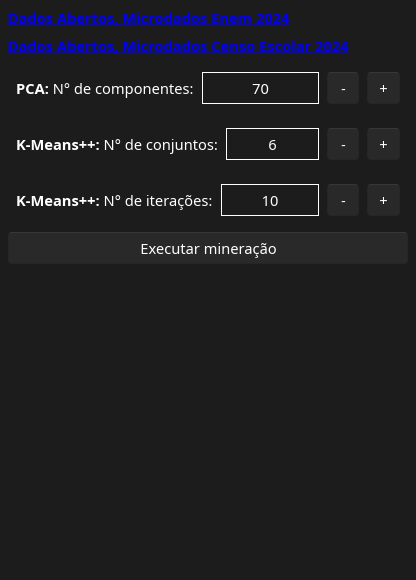 Dados Abertos, Microdados Enem 2024
Dados Abertos, Microdados Censo Escolar 2024
PCA: N° de componentes: 70 - +
K-Means++: N° de conjuntos: 6 - +
K-Means++: N° de iterações: 10 - +
Executar mineração